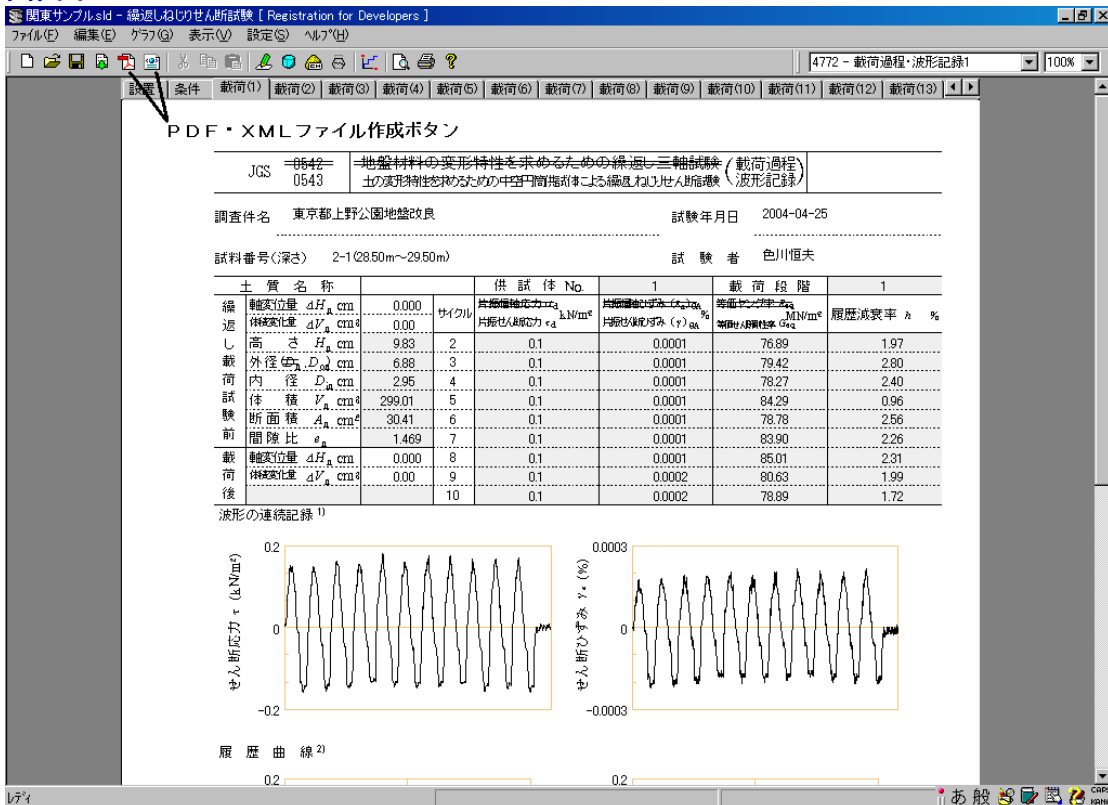 関東サンプル.sld - 繰返しねじりせん断試験 [ Registration for Developers ]
ファイル(F) 編集(E) グラフ(G) 表示(V) 設定(S) ヘルプ(H)
4772 - 載荷過程・波形記録1 100%
設置 条件 載荷(1) 載荷(2) 載荷(3) 載荷(4) 載荷(5) 載荷(6) 載荷(7) 載荷(8) 載荷(9) 載荷(10) 載荷(11) 載荷(12) 載荷(13)
PDF・XMLファイル作成ボタン
JGS 0542 地盤材料の変形特性を求めるための繰返し三軸試験 (載荷過程)
0543 土の変形特性を求めるための中空円筒供試体による繰返しねじりせん断試験 (波形記録)
調査件名 東京都上野公園地盤改良 試験年月日 2004-04-25
試料番号(深さ) 2-1(28.50m~29.50m) 試験者 色川恒夫
土質名称 供試体 No. 1 載荷段階 1
繰返し載荷試験前 軸変位量 ΔHn cm 0.000 サイクル 片振幅軸応力 σd kN/m² 片振幅軸ひずみ (εa)SA % 等価ヤング率 Eeq MN/m² 履歴減衰率 h %
体積変化量 ΔVn cm³ 0.00 片振せん断応力 τd 片振せん断ひずみ (γ)SA 等価せん断剛性率 Geq
高さ Hn cm 9.83 2 0.1 0.0001 76.89 1.97
外径(Dn,Don) cm 6.88 3 0.1 0.0001 79.42 2.80
内径 Din cm 2.95 4 0.1 0.0001 78.27 2.40
体積 Vn cm³ 299.01 5 0.1 0.0001 84.29 0.96
断面積 An cm² 30.41 6 0.1 0.0001 78.78 2.56
間隙比 en 1.469 7 0.1 0.0001 83.90 2.26
載荷後 軸変位量 ΔHn cm 0.000 8 0.1 0.0001 85.01 2.31
体積変化量 ΔVn cm³ 0.00 9 0.1 0.0002 80.63 1.99
10 0.1 0.0002 78.89 1.72
波形の連続記録 1)
0.2
0
-0.2
せん断応力 τ (kN/m²)
0.0003
0
-0.0003
せん断ひずみ γ (%)
履歴曲線 2)
0.2 0.2
レディ
あ 般 CAPS
KANA